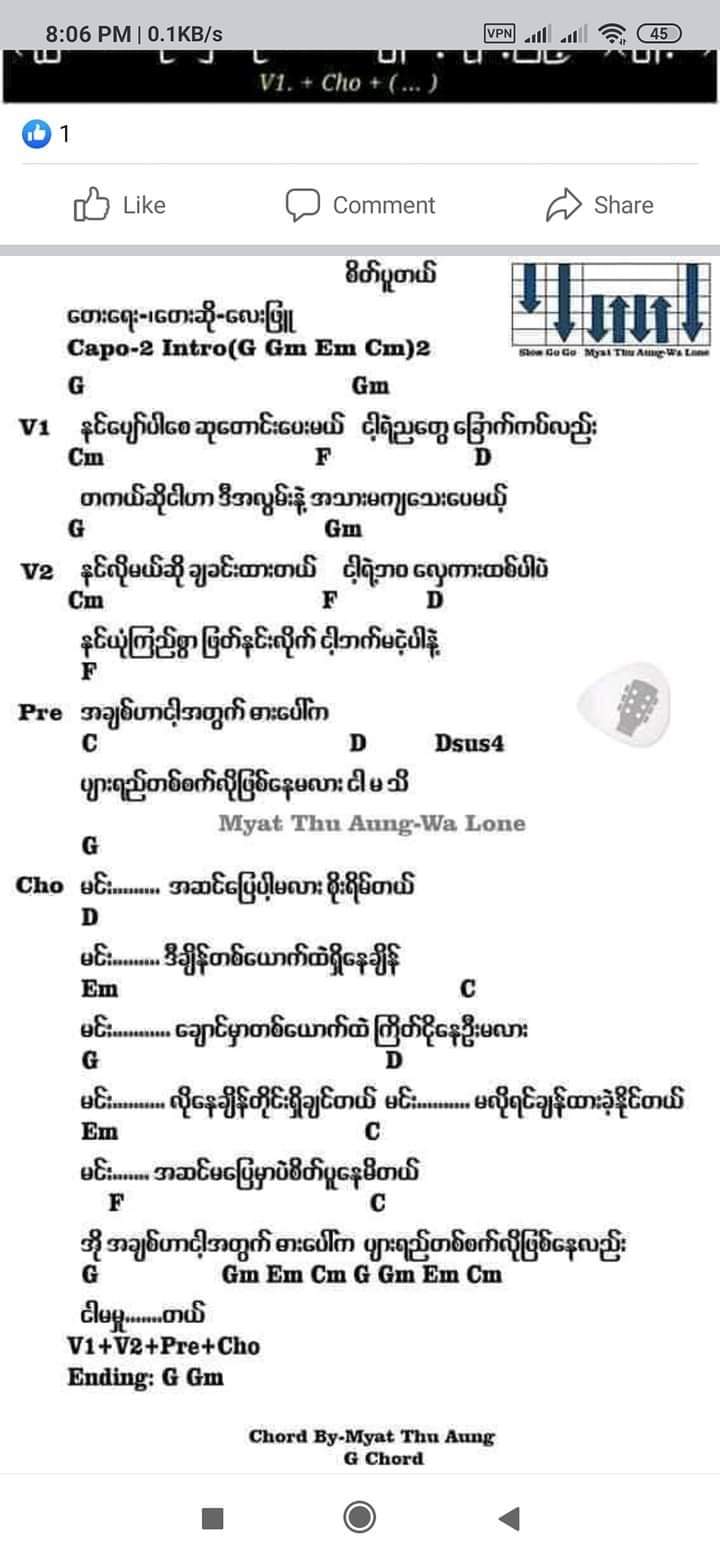 8:06 PM | 0.1KB/s VPN 45
V1. + Cho + (...)
1
Like Comment Share
စိတ်ပူတယ်
တေးရေး-၊တေးဆို-လေးဖြူ
Capo-2 Intro(G Gm Em Cm)2
Slow Go Go Myat Thu Aung-Wa Lone
G Gm
V1 နင်ပျော်ပါစေ ဆုတောင်းပေးမယ် ငါ့ရဲ့ညတွေ ခြောက်ကပ်လည်း
Cm F D
တကယ်ဆိုငါဟာ ဒီအလွမ်းနဲ့ အသားမကျသေးပေမယ့်
G Gm
V2 နင်လိုမယ်ဆို ချခင်းထားတယ် ငါ့ရဲ့ဘဝ လှေကားထစ်ပါပဲ
Cm F D
နင်ယုံကြည်စွာ ဖြတ်နင်းလိုက် ငါ့ဘက်မငဲ့ပါနဲ့
F
Pre အချစ်ဟာငါ့အတွက် ဓားပေါ်က
C D Dsus4
ပျားရည်တစ်စက်လိုဖြစ်နေမလား ငါ မ သိ
Myat Thu Aung-Wa Lone
G
Cho မင်း.......... အဆင်ပြေပါ့မလား စိုးရိမ်တယ်
D
မင်း.......... ဒီချိန်တစ်ယောက်ထဲရှိနေချိန်
Em C
မင်း............ ချောင်မှာတစ်ယောက်ထဲ ကြိတ်ငိုနေဦးမလား
G D
မင်း........... လိုနေချိန်တိုင်းရှိချင်တယ် မင်း........... မလိုရင်ချန်ထားခဲ့နိုင်တယ်
Em C
မင်း....... အဆင်မပြေမှာပဲစိတ်ပူနေမိတယ်
F C
အို အချစ်ဟာငါ့အတွက် ဓားပေါ်က ပျားရည်တစ်စက်လိုဖြစ်နေလည်း
G Gm Em Cm G Gm Em Cm
ငါမမှု........တယ်
V1+V2+Pre+Cho
Ending: G Gm
Chord By-Myat Thu Aung
G Chord